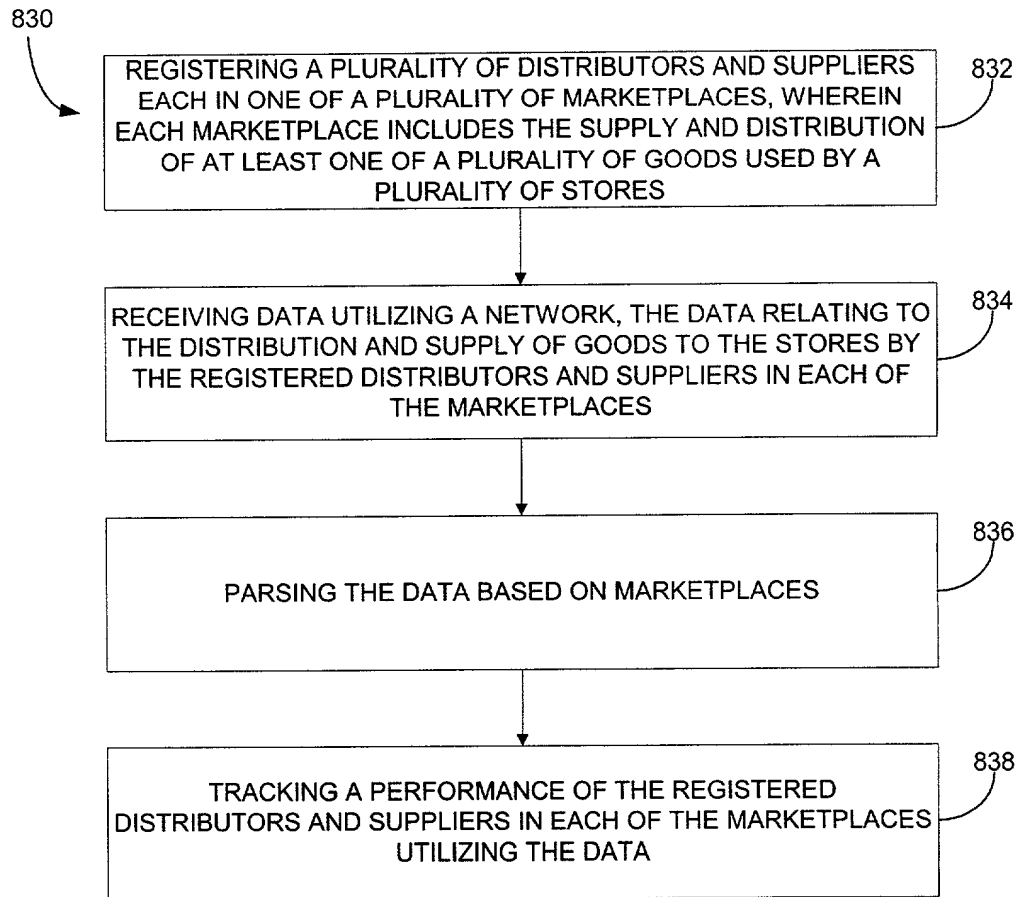 830
REGISTERING A PLURALITY OF DISTRIBUTORS AND SUPPLIERS
EACH IN ONE OF A PLURALITY OF MARKETPLACES, WHEREIN
EACH MARKETPLACE INCLUDES THE SUPPLY AND DISTRIBUTION
OF AT LEAST ONE OF A PLURALITY OF GOODS USED BY A
PLURALITY OF STORES
832
RECEIVING DATA UTILIZING A NETWORK, THE DATA RELATING TO
THE DISTRIBUTION AND SUPPLY OF GOODS TO THE STORES BY
THE REGISTERED DISTRIBUTORS AND SUPPLIERS IN EACH OF
THE MARKETPLACES
834
PARSING THE DATA BASED ON MARKETPLACES
836
TRACKING A PERFORMANCE OF THE REGISTERED
DISTRIBUTORS AND SUPPLIERS IN EACH OF THE MARKETPLACES
UTILIZING THE DATA
838